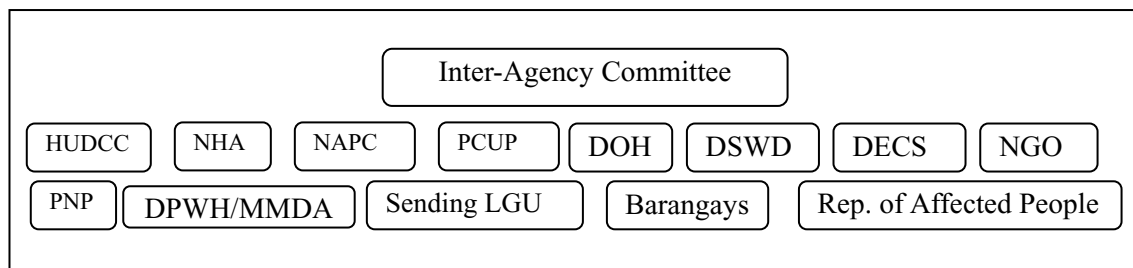 Inter-Agency Committee
HUDCC NHA NAPC PCUP DOH DSWD DECS NGO
PNP DPWH/MMDA Sending LGU Barangays Rep. of Affected People